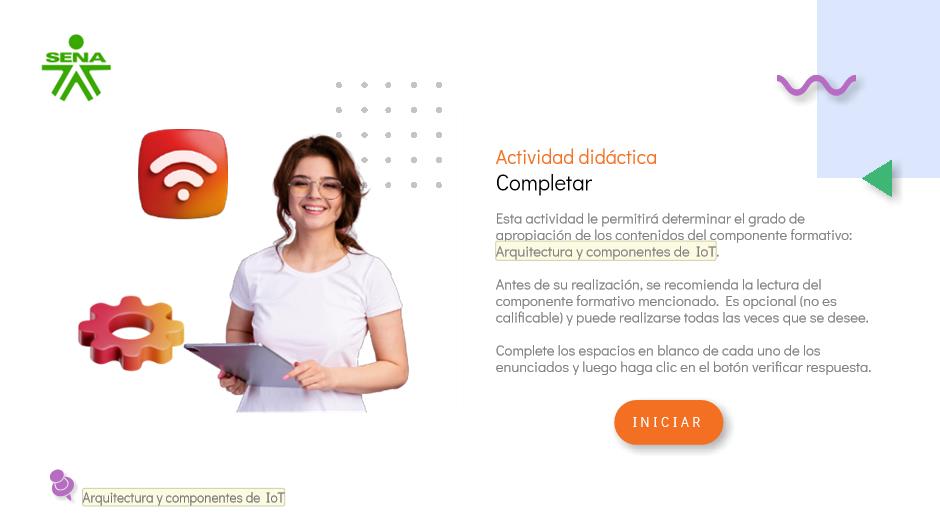 SENA
Actividad didáctica
Completar
Esta actividad le permitirá determinar el grado de
apropiación de los contenidos del componente formativo:
Arquitectura y componentes de IoT.
Antes de su realización, se recomienda la lectura del
componente formativo mencionado. Es opcional (no es
calificable) y puede realizarse todas las veces que se desee.
Complete los espacios en blanco de cada uno de los
enunciados y luego haga clic en el botón verificar respuesta.
INICIAR
Arquitectura y componentes de IoT